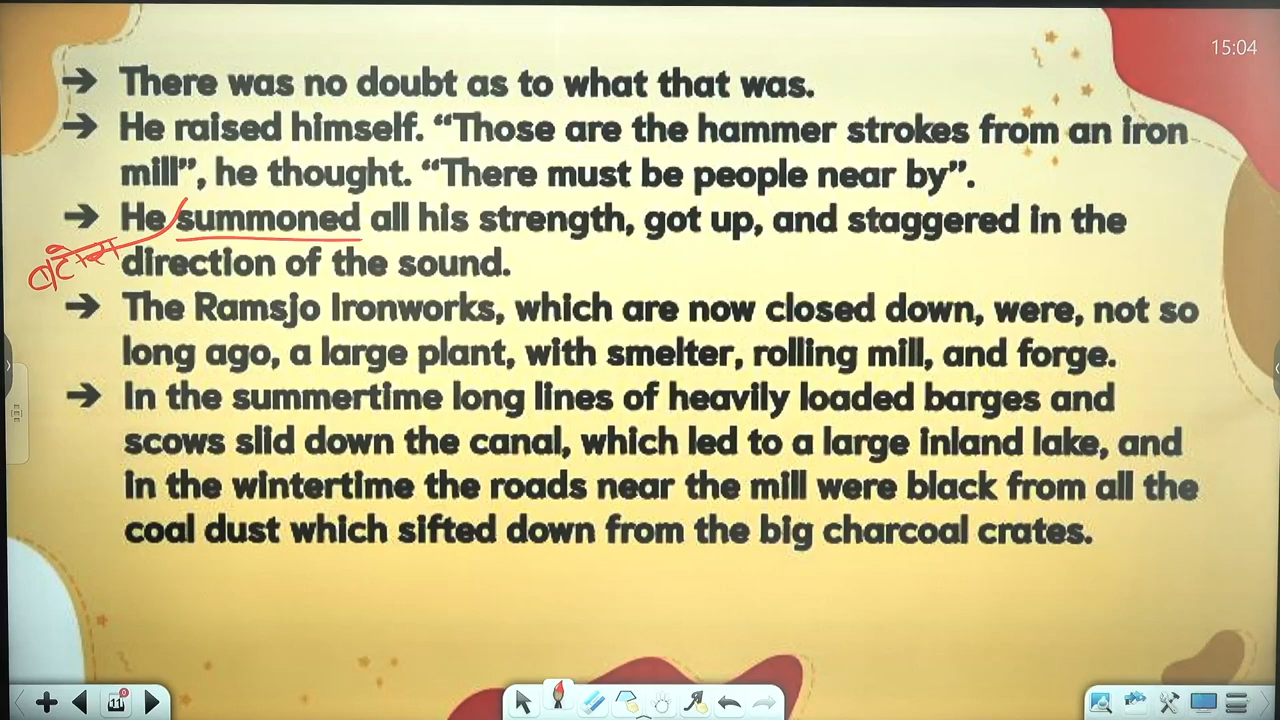 15:04
→ There was no doubt as to what that was.
→ He raised himself. “Those are the hammer strokes from an iron
mill”, he thought. “There must be people near by”.
→ He summoned all his strength, got up, and staggered in the
बटोरा
direction of the sound.
→ The Ramsjo Ironworks, which are now closed down, were, not so
long ago, a large plant, with smelter, rolling mill, and forge.
→ In the summertime long lines of heavily loaded barges and
scows slid down the canal, which led to a large inland lake, and
in the wintertime the roads near the mill were black from all the
coal dust which sifted down from the big charcoal crates.
11